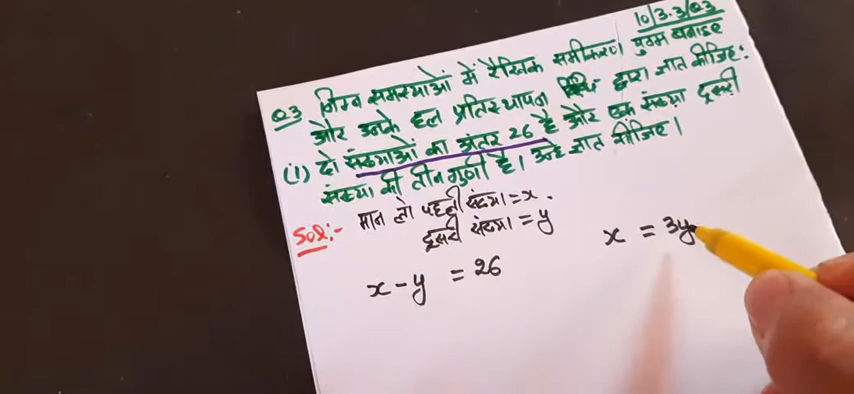 10/3.3/Q3
Q3 निम्न समस्याओं में रैखिक समीकरण युग्म बनाइए
और उनके हल प्रतिस्थापन विधि द्वारा ज्ञात कीजिए:
(i) दो संख्याओं का अंतर 26 है और एक संख्या दूसरी
संख्या की तीन गुनी है। उन्हें ज्ञात कीजिए।
Sol:- मान लो पहली संख्या = x.
दूसरी संख्या = y
x - y = 26
x = 3y